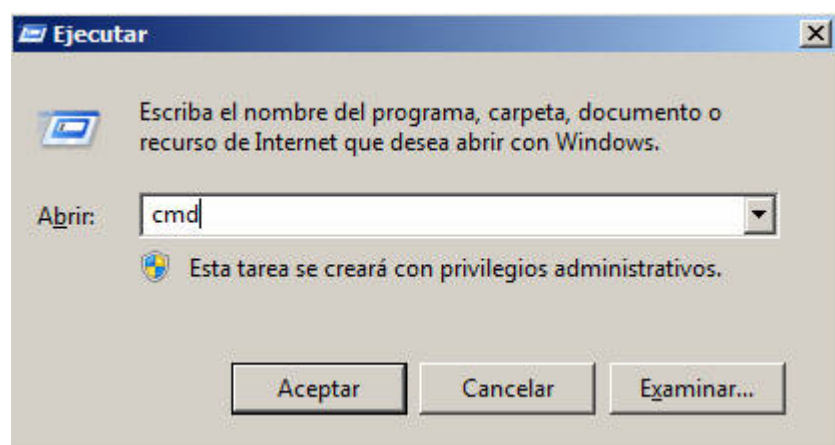 Ejecutar
Escriba el nombre del programa, carpeta, documento o
recurso de Internet que desea abrir con Windows.
Abrir:
cmd
Esta tarea se creará con privilegios administrativos.
Aceptar
Cancelar
Examinar...